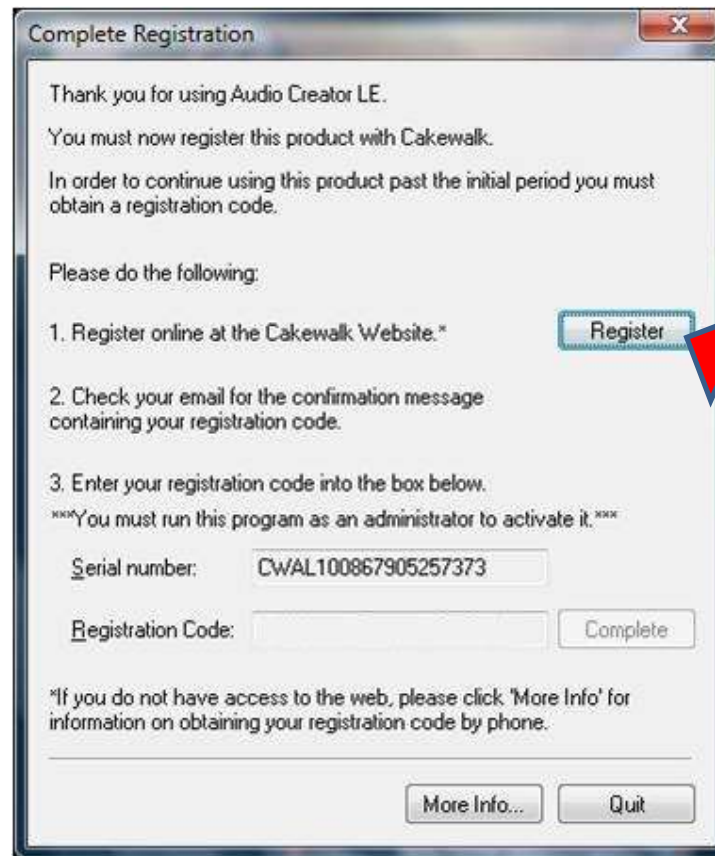 Complete Registration
Thank you for using Audio Creator LE.
You must now register this product with Cakewalk.
In order to continue using this product past the initial period you must
obtain a registration code.
Please do the following:
1. Register online at the Cakewalk Website.*
Register
2. Check your email for the confirmation message
containing your registration code.
3. Enter your registration code into the box below.
***You must run this program as an administrator to activate it.***
Serial number: CWAL100867905257373
Registration Code:
Complete
*If you do not have access to the web, please click 'More Info' for
information on obtaining your registration code by phone.
More Info... Quit